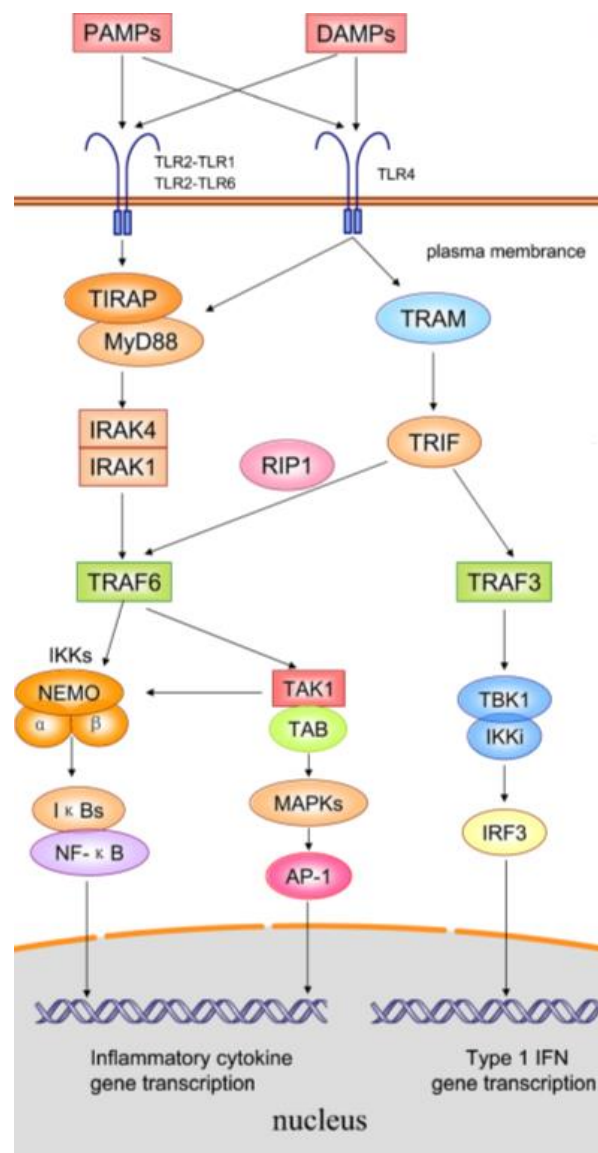 PAMPs
DAMPs
TLR2-TLR1
TLR2-TLR6
TLR4
plasma membrance
TIRAP
MyD88
TRAM
IRAK4
IRAK1
RIP1
TRIF
TRAF6
TRAF3
IKKs
NEMO
α β
TAK1
TAB
TBK1
IKKi
IκBs
NF-κB
MAPKs
IRF3
AP-1
Inflammatory cytokine
gene transcription
Type 1 IFN
gene transcription
nucleus